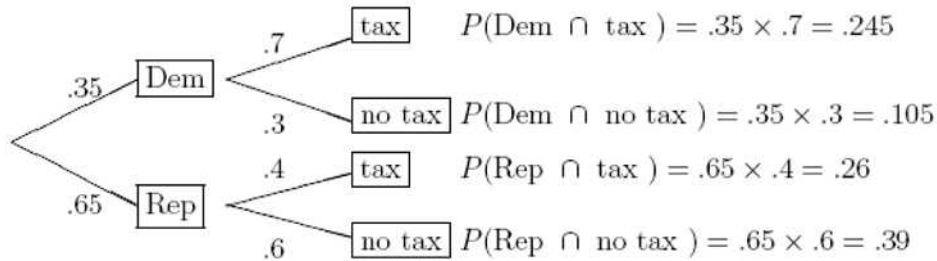 .7 tax P(Dem ∩ tax ) = .35 × .7 = .245
.35 Dem
.3 no tax P(Dem ∩ no tax ) = .35 × .3 = .105
.4 tax P(Rep ∩ tax ) = .65 × .4 = .26
.65 Rep
.6 no tax P(Rep ∩ no tax ) = .65 × .6 = .39